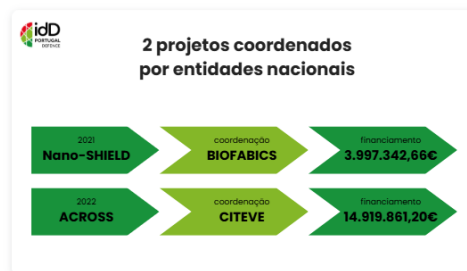 idD
PORTUGAL
DEFENCE
2 projetos coordenados
por entidades nacionais
2021
Nano-SHIELD
coordenação
BIOFABICS
financiamento
3.997.342,66€
2022
ACROSS
coordenação
CITEVE
financiamento
14.919.861,20€